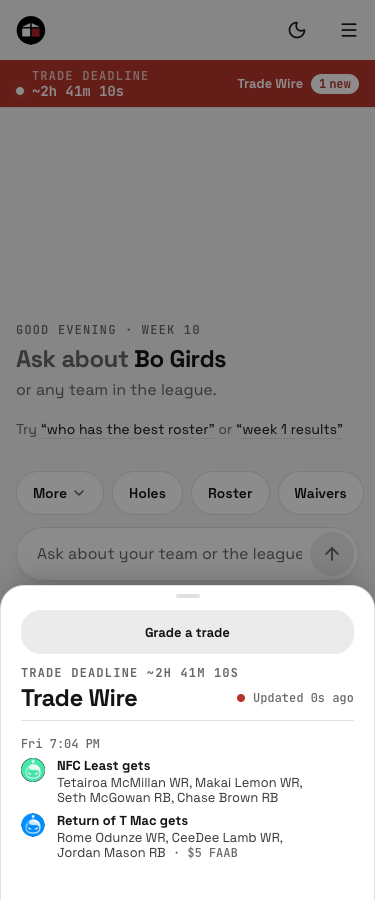 TRADE DEADLINE
~2h 41m 10s
Trade Wire 1 new
GOOD EVENING · WEEK 10
Ask about Bo Girds
or any team in the league.
Try “who has the best roster” or “week 1 results”
More Holes Roster Waivers
Ask about your team or the league
Grade a trade
TRADE DEADLINE ~2H 41M 10S
Trade Wire
Updated 0s ago
Fri 7:04 PM
NFC Least gets
Tetairoa McMillan WR, Makai Lemon WR,
Seth McGowan RB, Chase Brown RB
Return of T Mac gets
Rome Odunze WR, CeeDee Lamb WR,
Jordan Mason RB · $5 FAAB